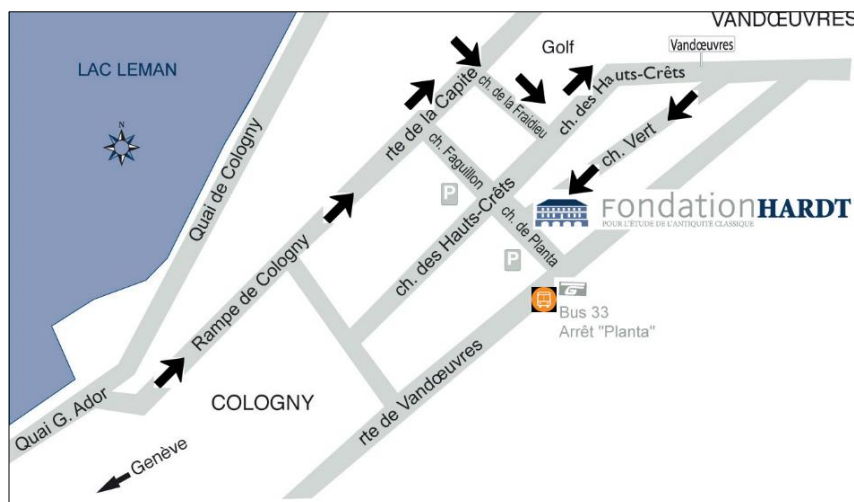 VANDŒUVRES
Golf
Vandœuvres
LAC LEMAN
N
ch. des Hauts-Crêts
ch. de la Fraidieu
rte de la Capite
ch. Vert
ch. Faguillon
Quai de Cologny
P
fondationHARDT
POUR L'ÉTUDE DE L'ANTIQUITÉ CLASSIQUE
ch. de Planta
Rampe de Cologny
ch. des Hauts-Crêts
P
Bus 33
Arrêt "Planta"
COLOGNY
rte de Vandœuvres
Quai G. Ador
Genève